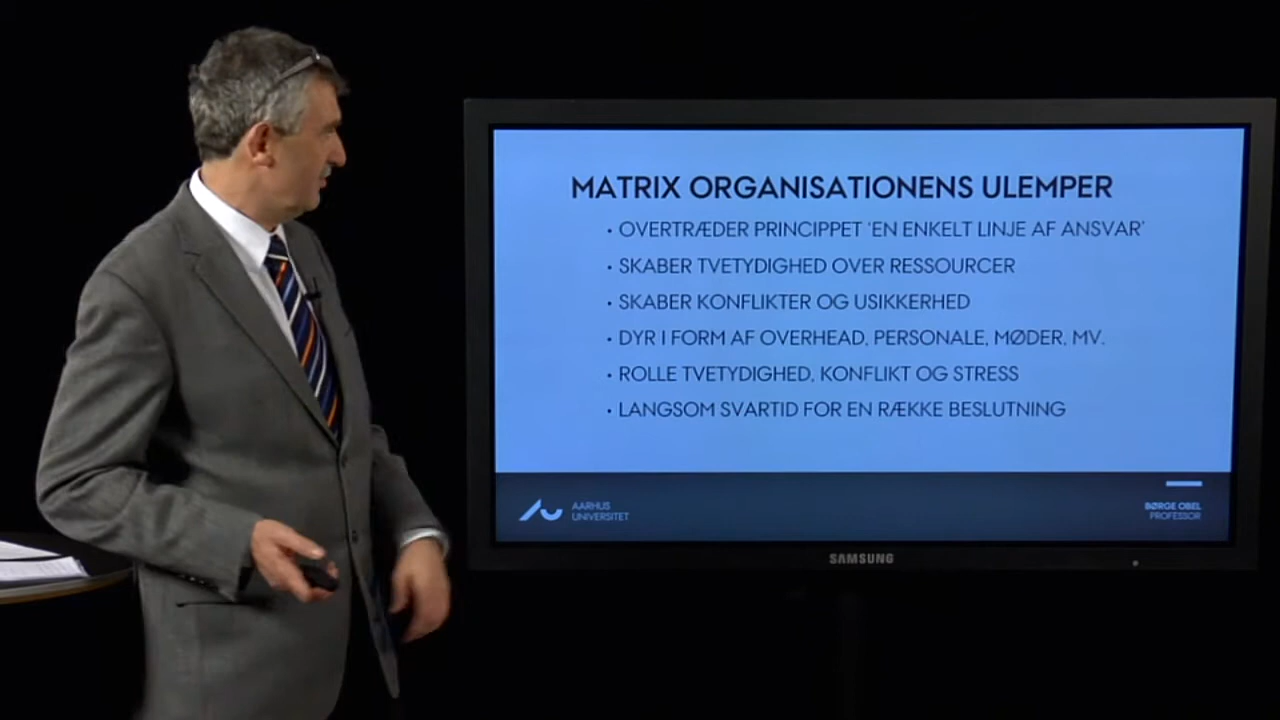 MATRIX ORGANISATIONENS ULEMPER
• OVERTRÆDER PRINCIPPET 'EN ENKELT LINJE AF ANSVAR'
• SKABER TVETYDIGHED OVER RESSOURCER
• SKABER KONFLIKTER OG USIKKERHED
• DYR I FORM AF OVERHEAD, PERSONALE, MØDER, MV.
• ROLLE TVETYDIGHED, KONFLIKT OG STRESS
• LANGSOM SVARTID FOR EN RÆKKE BESLUTNING
AARHUS
UNIVERSITET
BØRGE OBEL
PROFESSOR
SAMSUNG